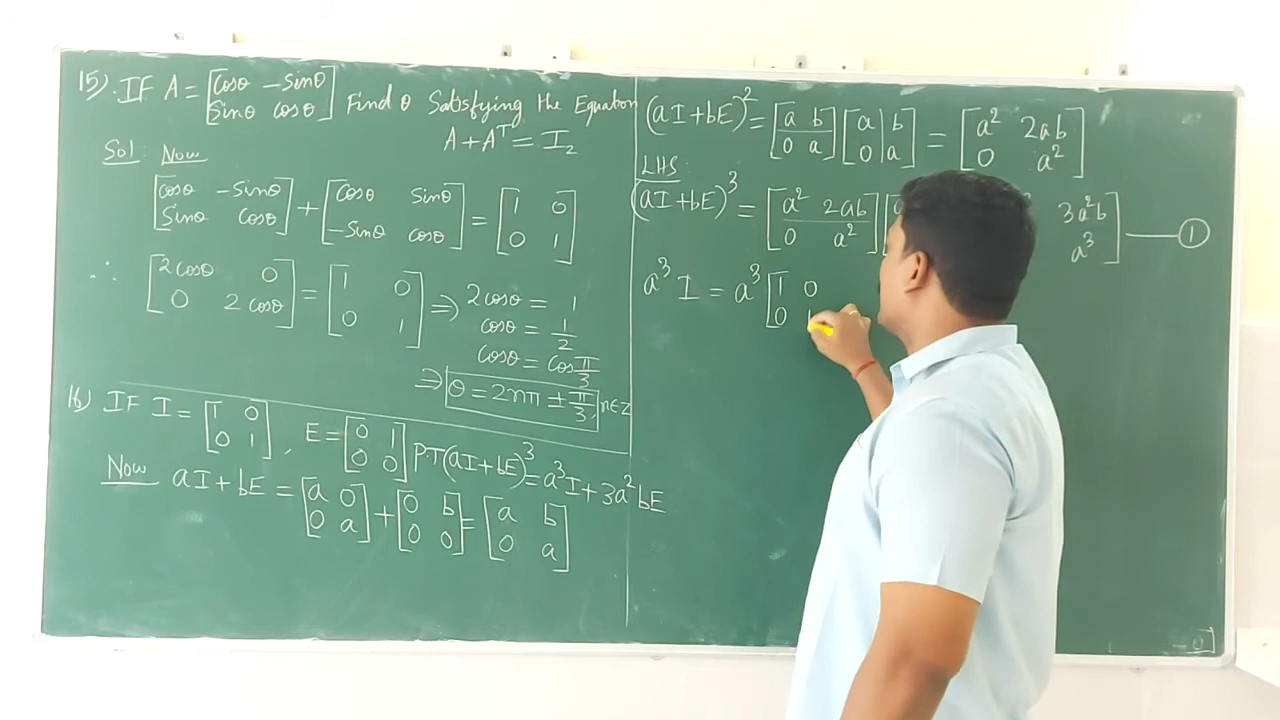 15). IF A = [cosθ -sinθ
sinθ cosθ] Find θ Satisfying the Equation
A + Aᵀ = I₂
Sol: Now
[cosθ -sinθ
sinθ cosθ] + [cosθ sinθ
-sinθ cosθ] = [1 0
0 1]
∴ [2cosθ 0
0 2cosθ] = [1 0
0 1] ⇒ 2cosθ = 1
cosθ = 1/2
cosθ = cos π/3
⇒ θ = 2nπ ± π/3, n∈Z
16) IF I = [1 0
0 1], E = [0 1
0 0] P.T (aI+bE)³ = a³I + 3a²bE
Now aI + bE = [a 0
0 a] + [0 b
0 0] = [a b
0 a]
(aI+bE)² = [a b
0 a] [a b
0 a] = [a² 2ab
0 a²]
LHS
(aI+bE)³ = [a² 2ab
0 a²] [ 3a²b
a³] — ①
a³ I = a³ [1 0
0 1